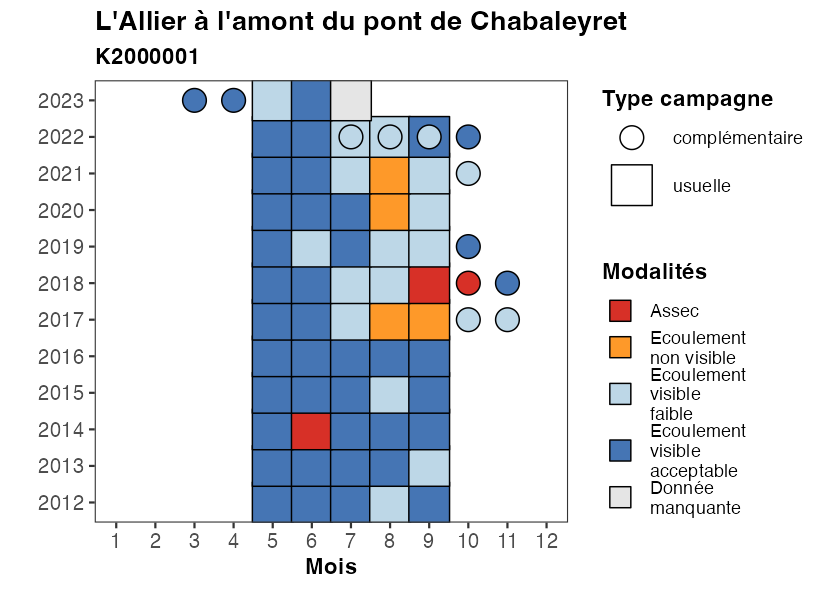 L'Allier à l'amont du pont de Chabaleyret
K2000001
2023
2022
2021
2020
2019
2018
2017
2016
2015
2014
2013
2012
1 2 3 4 5 6 7 8 9 10 11 12
Mois
Type campagne
complémentaire
usuelle
Modalités
Assec
Ecoulement
non visible
Ecoulement
visible
faible
Ecoulement
visible
acceptable
Donnée
manquante